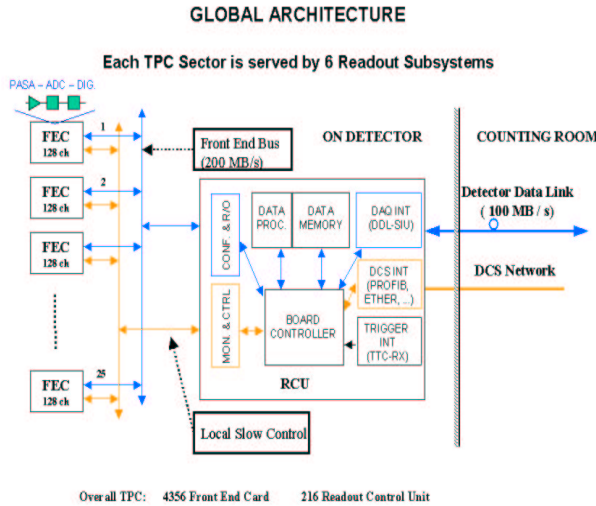 GLOBAL ARCHITECTURE
Each TPC Sector is served by 6 Readout Subsystems
PASA – ADC – DIG.
FEC
128 ch
1
Front End Bus
(200 MB/s)
ON DETECTOR
COUNTING ROOM
FEC
128 ch
2
CONF. & R/O
DATA
PROC.
DATA
MEMORY
DAQ INT
(DDL-SIU)
Detector Data Link
( 100 MB / s)
FEC
128 ch
DCS INT
(PROFIB,
ETHER, ...)
DCS Network
MON. & CTRL
BOARD
CONTROLLER
TRIGGER
INT
(TTC-RX)
RCU
FEC
128 ch
25
Local Slow Control
Overall TPC: 4356 Front End Card 216 Readout Control Unit